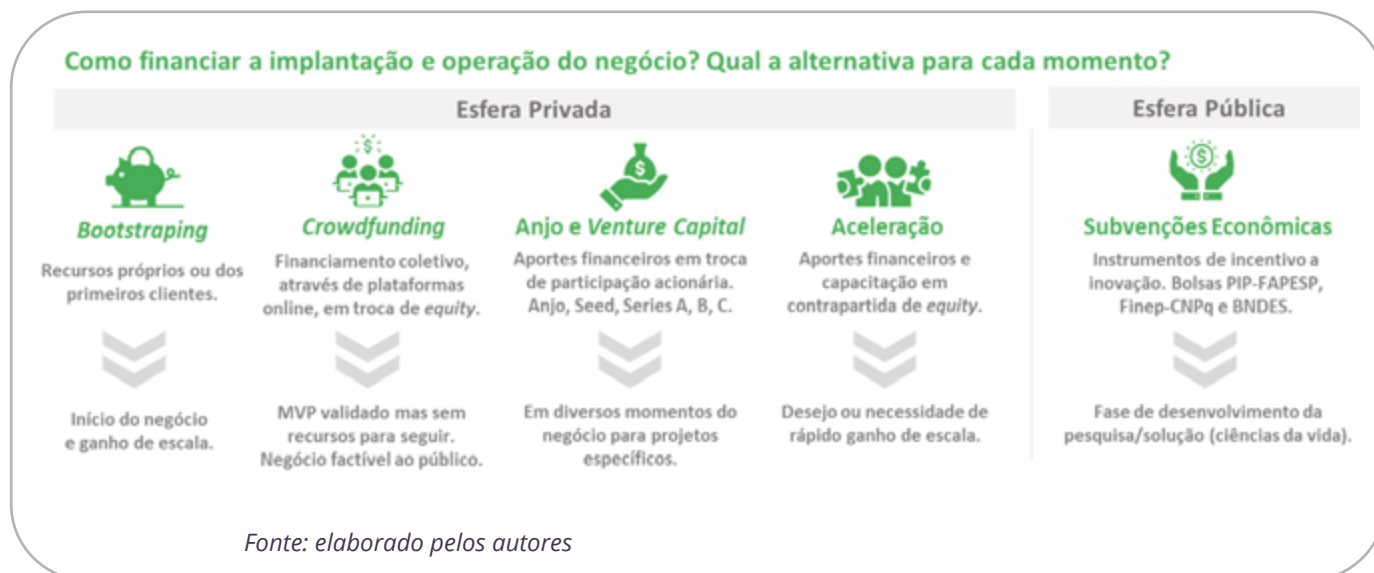 Como financiar a implantação e operação do negócio? Qual a alternativa para cada momento?
Esfera Privada
Esfera Pública
Bootstraping
Recursos próprios ou dos
primeiros clientes.
Início do negócio
e ganho de escala.
Crowdfunding
Financiamento coletivo,
através de plataformas
online, em troca de equity.
MVP validado mas sem
recursos para seguir.
Negócio factível ao público.
Anjo e Venture Capital
Aportes financeiros em troca
de participação acionária.
Anjo, Seed, Series A, B, C.
Em diversos momentos do
negócio para projetos
específicos.
Aceleração
Aportes financeiros e
capacitação em
contrapartida de equity.
Desejo ou necessidade de
rápido ganho de escala.
Subvenções Econômicas
Instrumentos de incentivo a
inovação. Bolsas PIP-FAPESP,
Finep-CNPq e BNDES.
Fase de desenvolvimento da
pesquisa/solução (ciências da vida).
Fonte: elaborado pelos autores